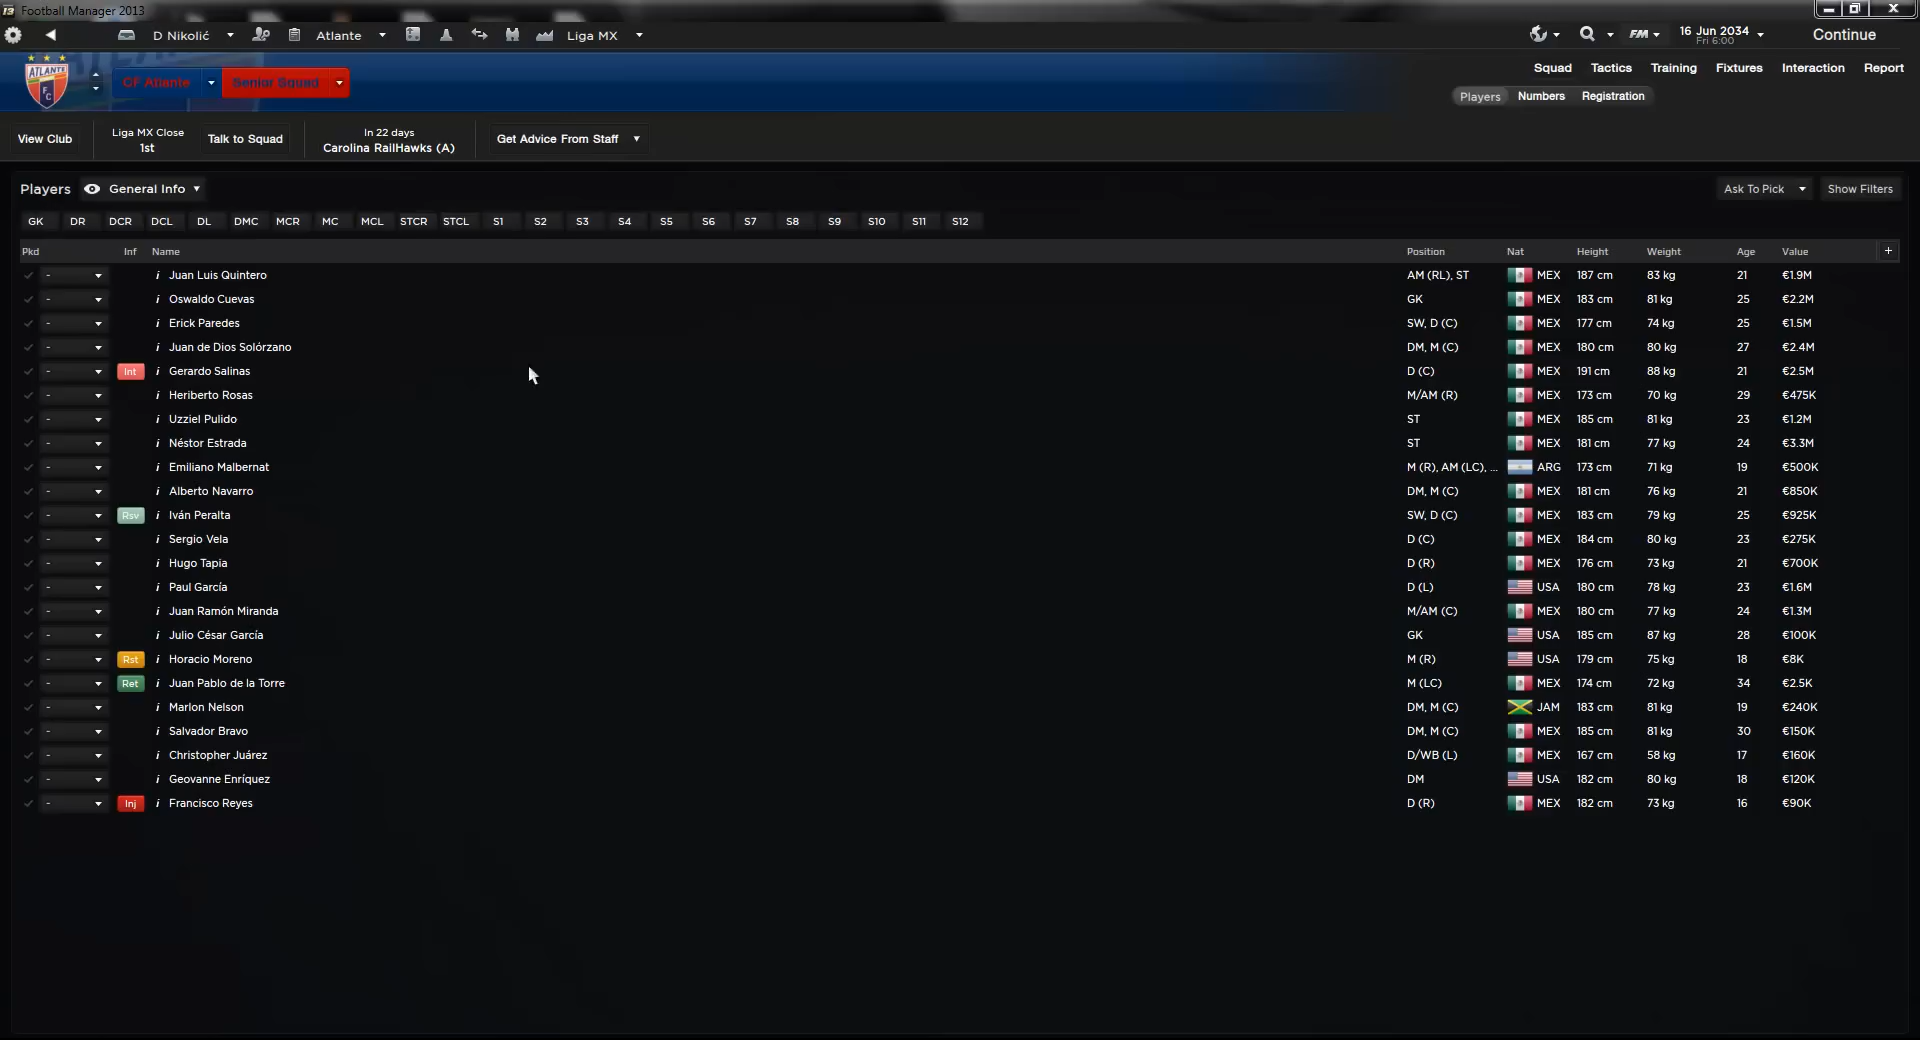 Football Manager 2013
D Nikolić Atlante Liga MX FM 16 Jun 2034 Fri 6:00 Continue
ATLANTE FC CF Atlante Senior Squad
Squad Tactics Training Fixtures Interaction Report
Players Numbers Registration
View Club Liga MX Close 1st Talk to Squad In 22 days Carolina RailHawks (A) Get Advice From Staff
Players General Info Ask To Pick Show Filters
GK DR DCR DCL DL DMC MCR MC MCL STCR STCL S1 S2 S3 S4 S5 S6 S7 S8 S9 S10 S11 S12
Pkd Inf Name Position Nat Height Weight Age Value +
- i Juan Luis Quintero AM (RL), ST MEX 187 cm 83 kg 21 €1.9M
- i Oswaldo Cuevas GK MEX 183 cm 81 kg 25 €2.2M
- i Erick Paredes SW, D (C) MEX 177 cm 74 kg 25 €1.5M
- i Juan de Dios Solórzano DM, M (C) MEX 180 cm 80 kg 27 €2.4M
- Int i Gerardo Salinas D (C) MEX 191 cm 88 kg 21 €2.5M
- i Heriberto Rosas M/AM (R) MEX 173 cm 70 kg 29 €475K
- i Uzziel Pulido ST MEX 185 cm 81 kg 23 €1.2M
- i Néstor Estrada ST MEX 181 cm 77 kg 24 €3.3M
- i Emiliano Malbernat M (R), AM (LC), ... ARG 173 cm 71 kg 19 €500K
- i Alberto Navarro DM, M (C) MEX 181 cm 76 kg 21 €850K
- Rsv i Iván Peralta SW, D (C) MEX 183 cm 79 kg 25 €925K
- i Sergio Vela D (C) MEX 184 cm 80 kg 23 €275K
- i Hugo Tapia D (R) MEX 176 cm 73 kg 21 €700K
- i Paul García D (L) USA 180 cm 78 kg 23 €1.6M
- i Juan Ramón Miranda M/AM (C) MEX 180 cm 77 kg 24 €1.3M
- i Julio César García GK USA 185 cm 87 kg 28 €100K
- Rst i Horacio Moreno M (R) USA 179 cm 75 kg 18 €8K
- Ret i Juan Pablo de la Torre M (LC) MEX 174 cm 72 kg 34 €2.5K
- i Marlon Nelson DM, M (C) JAM 183 cm 81 kg 19 €240K
- i Salvador Bravo DM, M (C) MEX 185 cm 81 kg 30 €150K
- i Christopher Juárez D/WB (L) MEX 167 cm 58 kg 17 €160K
- i Geovanne Enríquez DM USA 182 cm 80 kg 18 €120K
- Inj i Francisco Reyes D (R) MEX 182 cm 73 kg 16 €90K